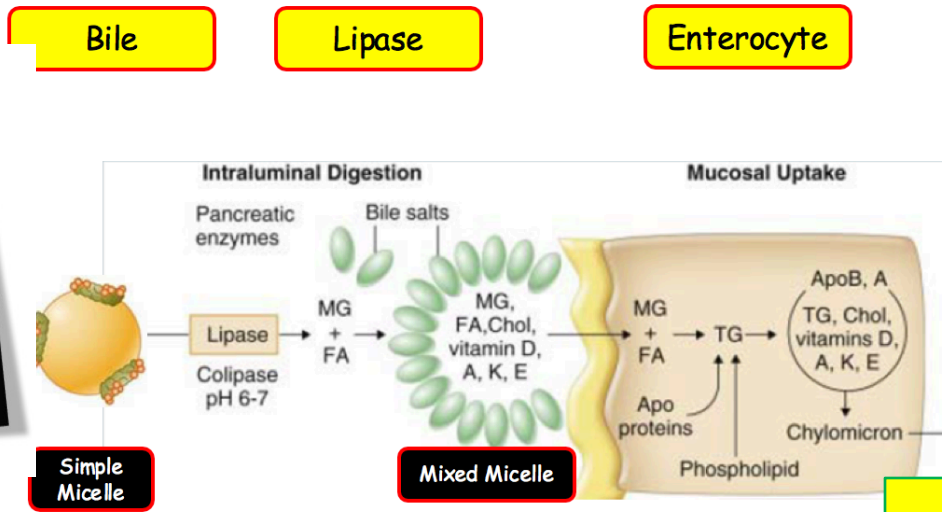 Bile
Lipase
Enterocyte
Intraluminal Digestion
Mucosal Uptake
Pancreatic
enzymes
Bile salts
Lipase
Colipase
pH 6-7
MG
+
FA
MG,
FA,Chol,
vitamin D,
A, K, E
MG
+
FA
TG
Apo
proteins
Phospholipid
ApoB, A
TG, Chol,
vitamins D,
A, K, E
Chylomicron
Simple
Micelle
Mixed Micelle